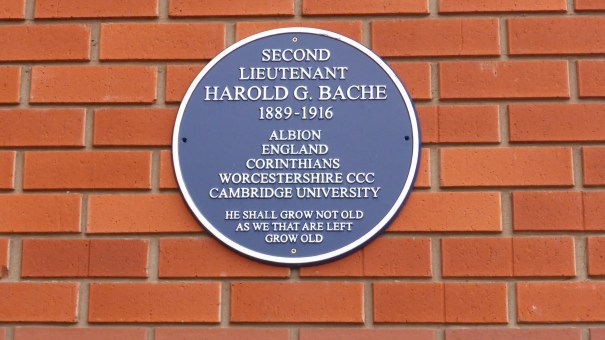 SECOND
LIEUTENANT
HAROLD G. BACHE
1889-1916
ALBION
ENGLAND
CORINTHIANS
WORCESTERSHIRE CCC
CAMBRIDGE UNIVERSITY
HE SHALL GROW NOT OLD
AS WE THAT ARE LEFT
GROW OLD